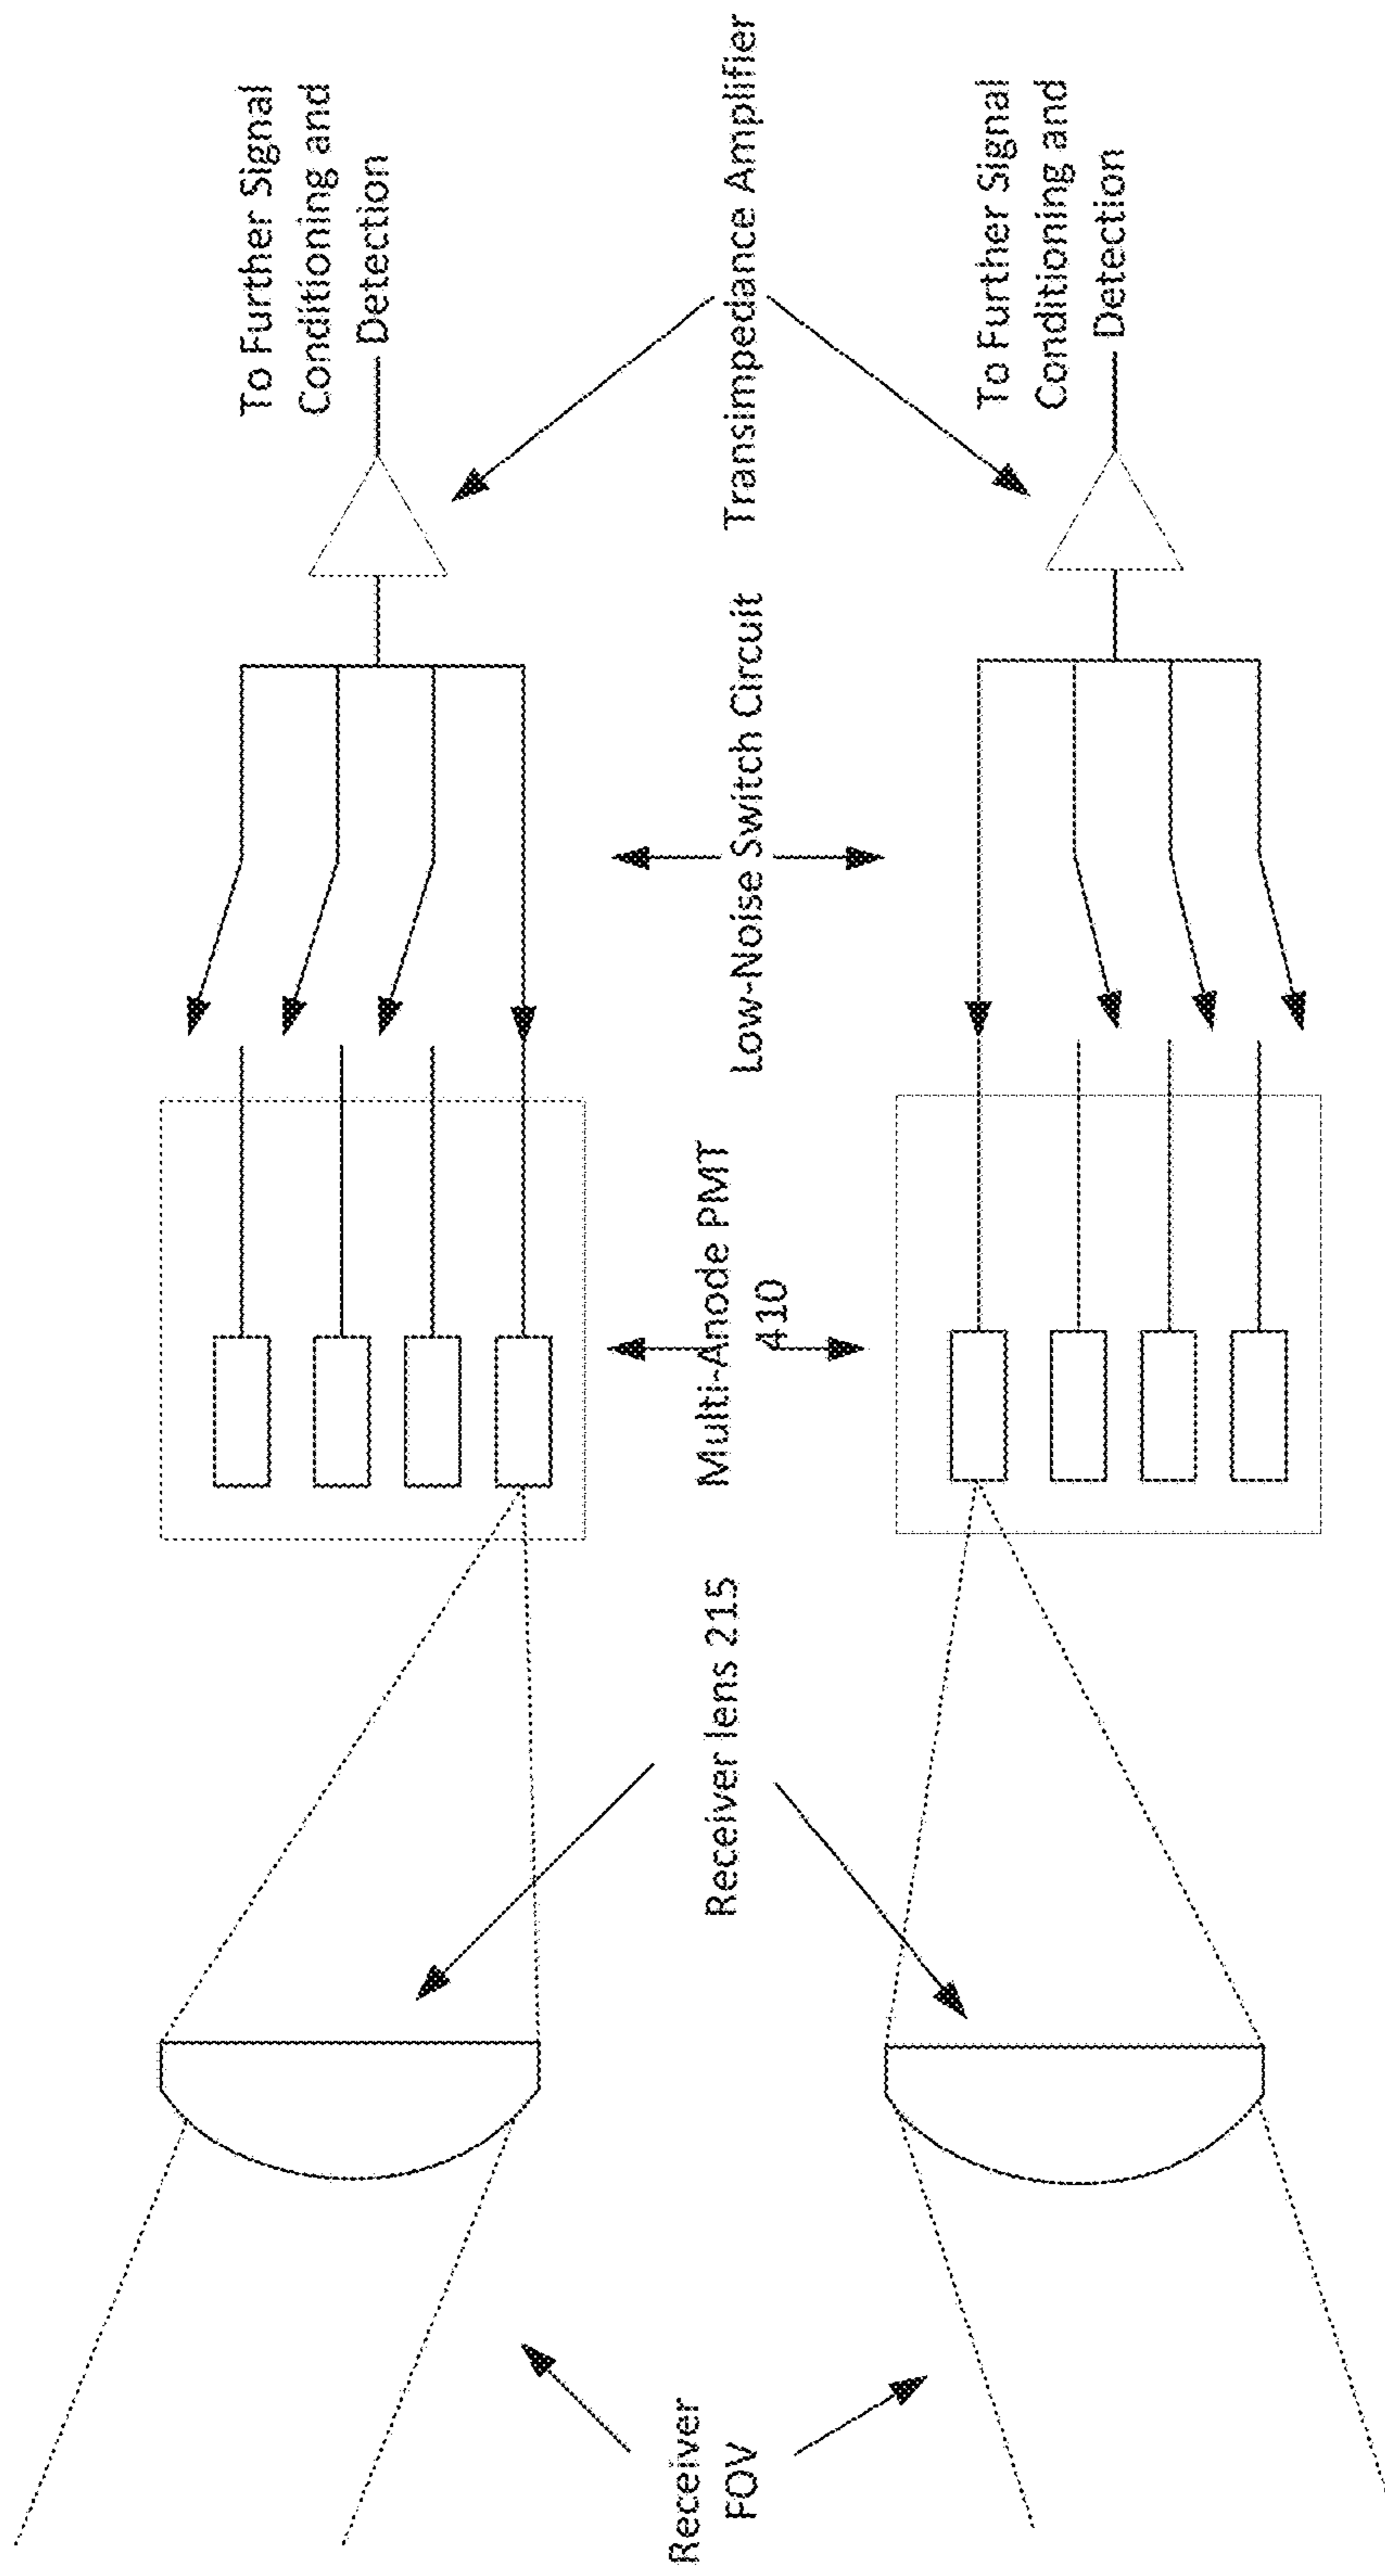 To Further Signal
Conditioning and
Detection
Receiver
FOV
Receiver lens 215
Multi-Anode PMT
410
Low-Noise Switch Circuit
Transimpedance Amplifier
To Further Signal
Conditioning and
Detection